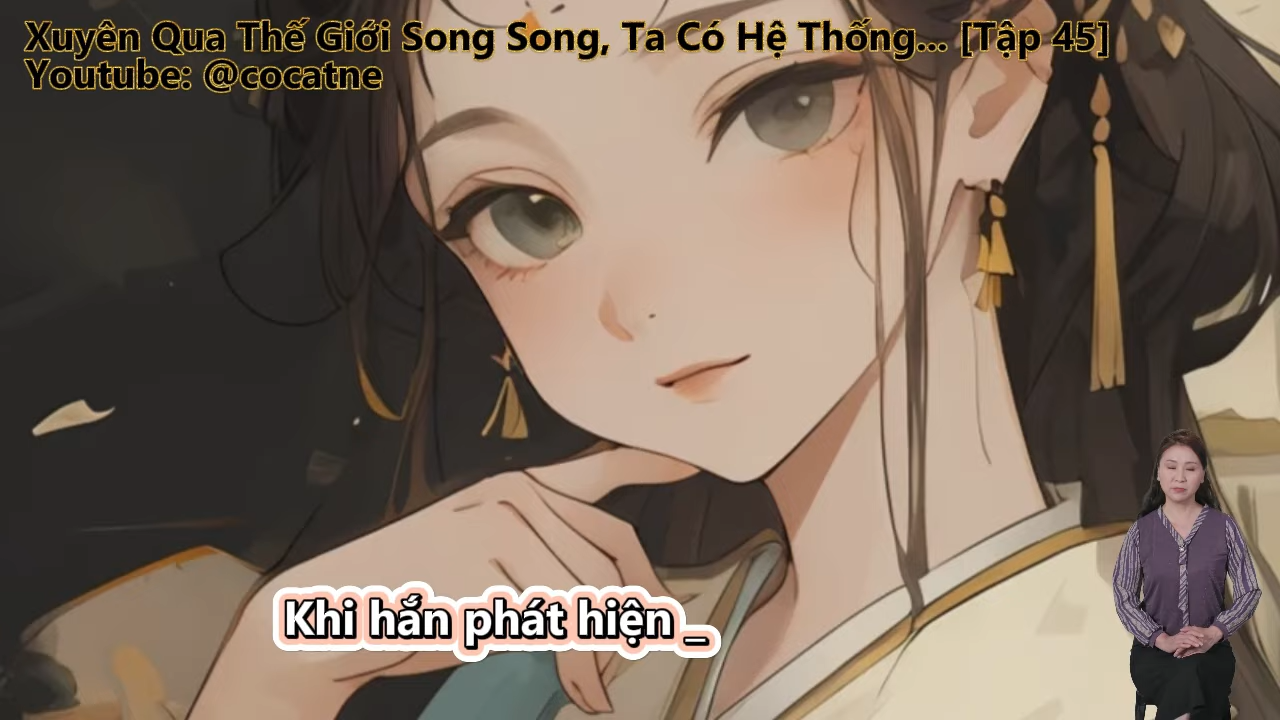 Xuyên Qua Thế Giới Song Song, Ta Có Hệ Thống... [Tập 45]
Youtube: @cocatne
Khi hắn phát hiện _